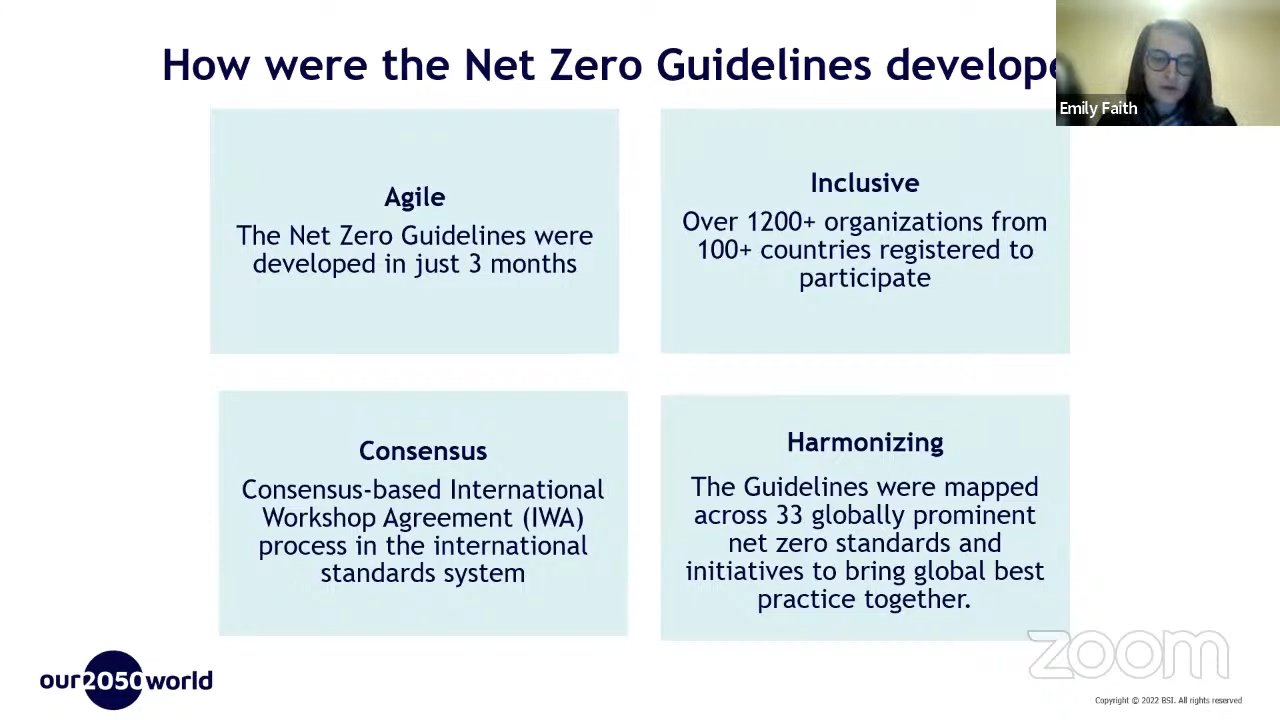 How were the Net Zero Guidelines develope
Emily Faith
Agile
The Net Zero Guidelines were
developed in just 3 months
Inclusive
Over 1200+ organizations from
100+ countries registered to
participate
Consensus
Consensus-based International
Workshop Agreement (IWA)
process in the international
standards system
Harmonizing
The Guidelines were mapped
across 33 globally prominent
net zero standards and
initiatives to bring global best
practice together.
our2050world
zoom
Copyright © 2022 BSI. All rights reserved